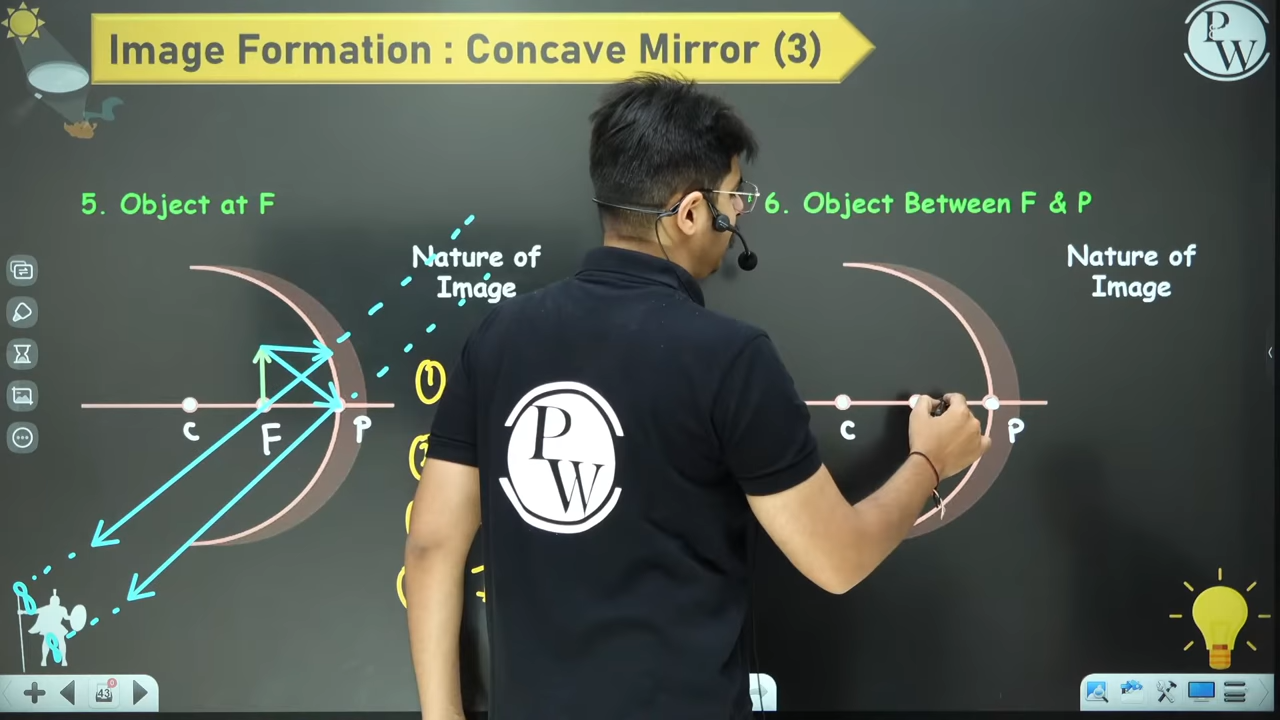 Image Formation : Concave Mirror (3)
PW
5. Object at F
6. Object Between F & P
Nature of
Image
Nature of
Image
C
F
P
C
P
1
PW
43